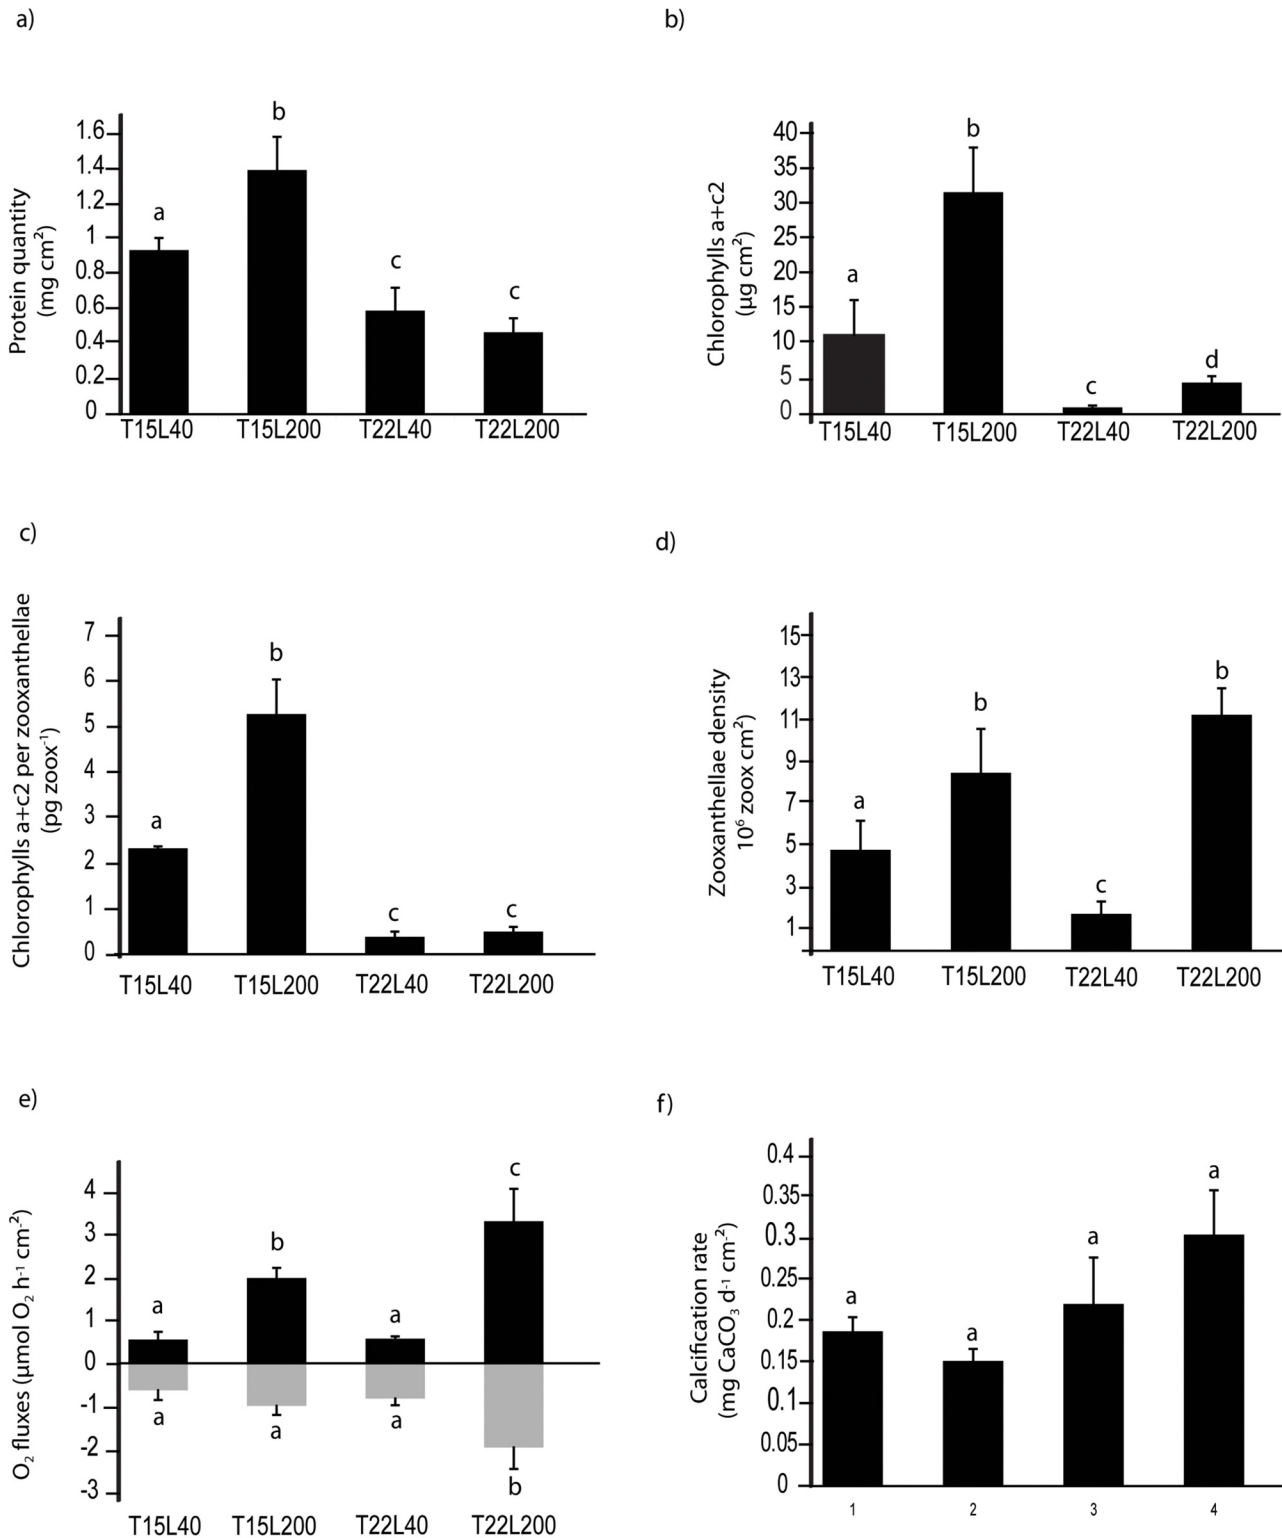 a)
Protein quantity
(mg cm²)
1.6
1.4
1.2
1
0.8
0.6
0.4
0.2
0
a
b
c
c
T15L40 T15L200 T22L40 T22L200
b)
Chlorophylls a+c2
(µg cm²)
40
35
30
25
20
15
10
5
0
a
b
c
d
T15L40 T15L200 T22L40 T22L200
c)
Chlorophylls a+c2 per zooxanthellae
(pg zoox⁻¹)
7
6
5
4
3
2
1
0
a
b
c
c
T15L40 T15L200 T22L40 T22L200
d)
Zooxanthellae density
10⁶ zoox cm²)
15
13
11
9
7
5
3
1
a
b
c
b
T15L40 T15L200 T22L40 T22L200
e)
O₂ fluxes (µmol O₂ h⁻¹ cm⁻²)
4
3
2
1
0
-1
-2
-3
a
b
a
c
a
a
a
b
T15L40 T15L200 T22L40 T22L200
f)
Calcification rate
(mg CaCO₃ d⁻¹ cm⁻²)
0.4
0.35
0.3
0.25
0.2
0.15
0.1
0.05
0
a
a
a
a
1 2 3 4